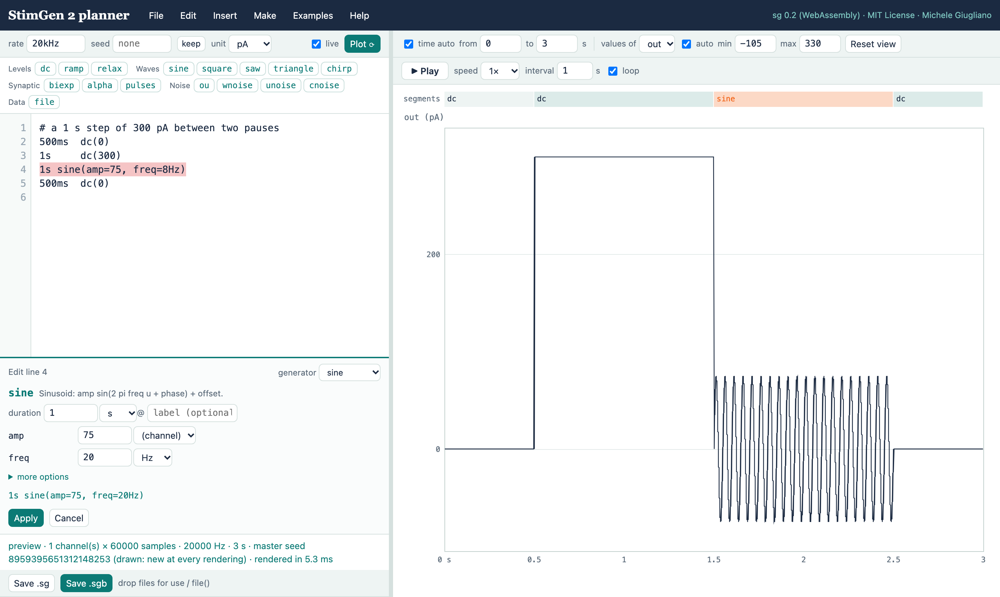 StimGen 2 planner File Edit Insert Make Examples Help sg 0.2 (WebAssembly) · MIT License · Michele Giugliano
rate 20kHz seed none keep unit pA live Plot ⟳
Levels dc ramp relax Waves sine square saw triangle chirp
Synaptic biexp alpha pulses Noise ou wnoise unoise cnoise
Data file
1 # a 1 s step of 300 pA between two pauses
2 500ms  dc(0)
3 1s     dc(300)
4 1s sine(amp=75, freq=8Hz)
5 500ms  dc(0)
6
Edit line 4 generator sine
sine Sinusoid: amp sin(2 pi freq u + phase) + offset.
duration 1 s @ label (optional
amp 75 (channel)
freq 20 Hz
▶ more options
1s sine(amp=75, freq=20Hz)
Apply Cancel
preview · 1 channel(s) × 60000 samples · 20000 Hz · 3 s · master seed
8959395651312148253 (drawn: new at every rendering) · rendered in 5.3 ms
Save .sg Save .sgb drop files for use / file()
time auto from 0 to 3 s values of out auto min −105 max 330 Reset view
▶ Play speed 1× interval 1 s loop
segments dc dc sine dc
out (pA)
200
0
0 s 0.5 1 1.5 2 2.5 3